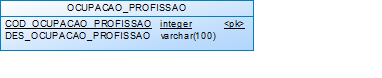 OCUPACAO_PROFISSAO
COD_OCUPACAO_PROFISSAO integer <pk>
DES_OCUPACAO_PROFISSAO varchar(100)